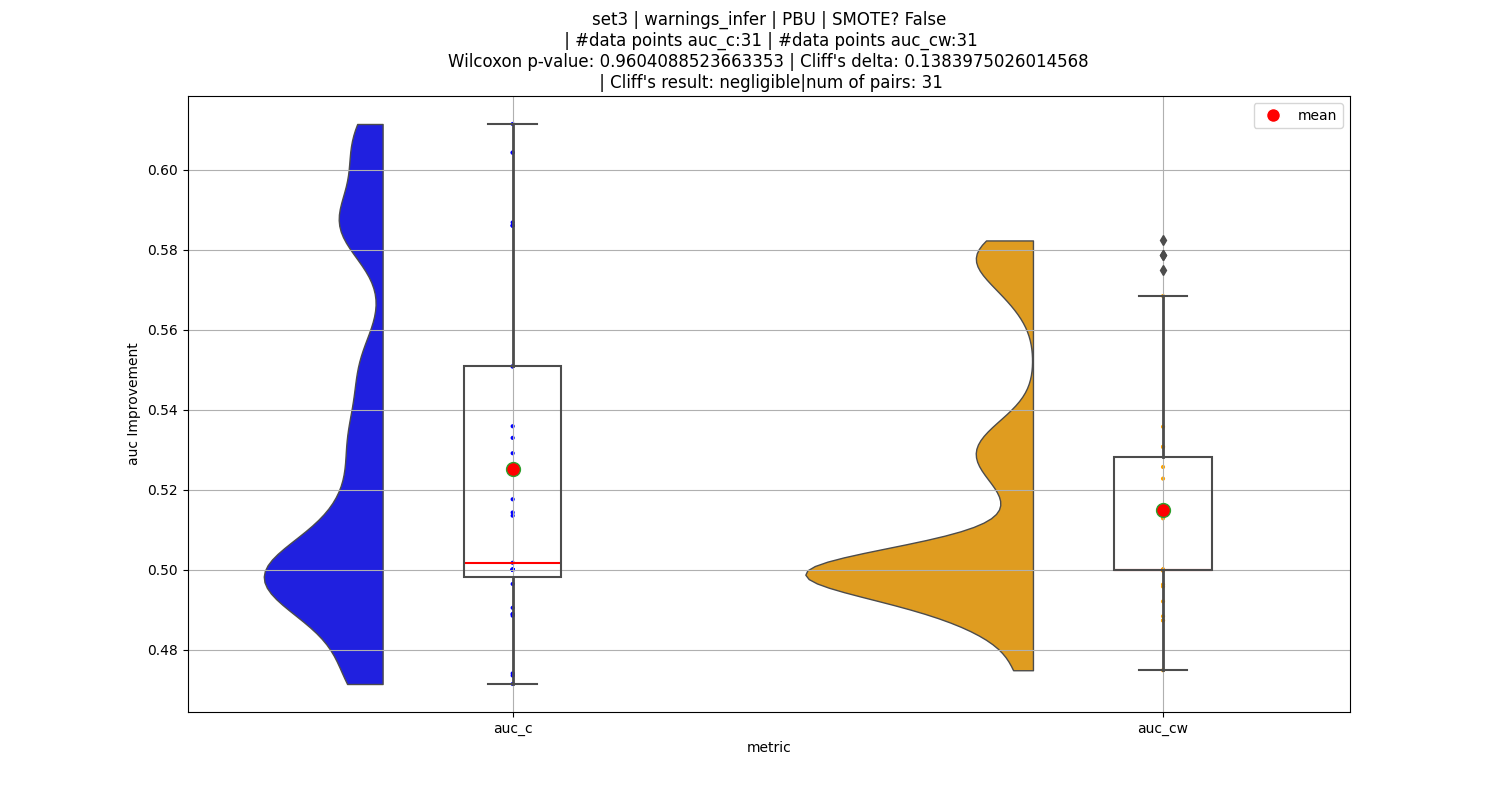 set3 | warnings_infer | PBU | SMOTE? False
| #data points auc_c:31 | #data points auc_cw:31
Wilcoxon p-value: 0.9604088523663353 | Cliff's delta: 0.1383975026014568
| Cliff's result: negligible|num of pairs: 31
mean
0.60
0.58
0.56
0.54
0.52
0.50
0.48
auc Improvement
auc_c
auc_cw
metric